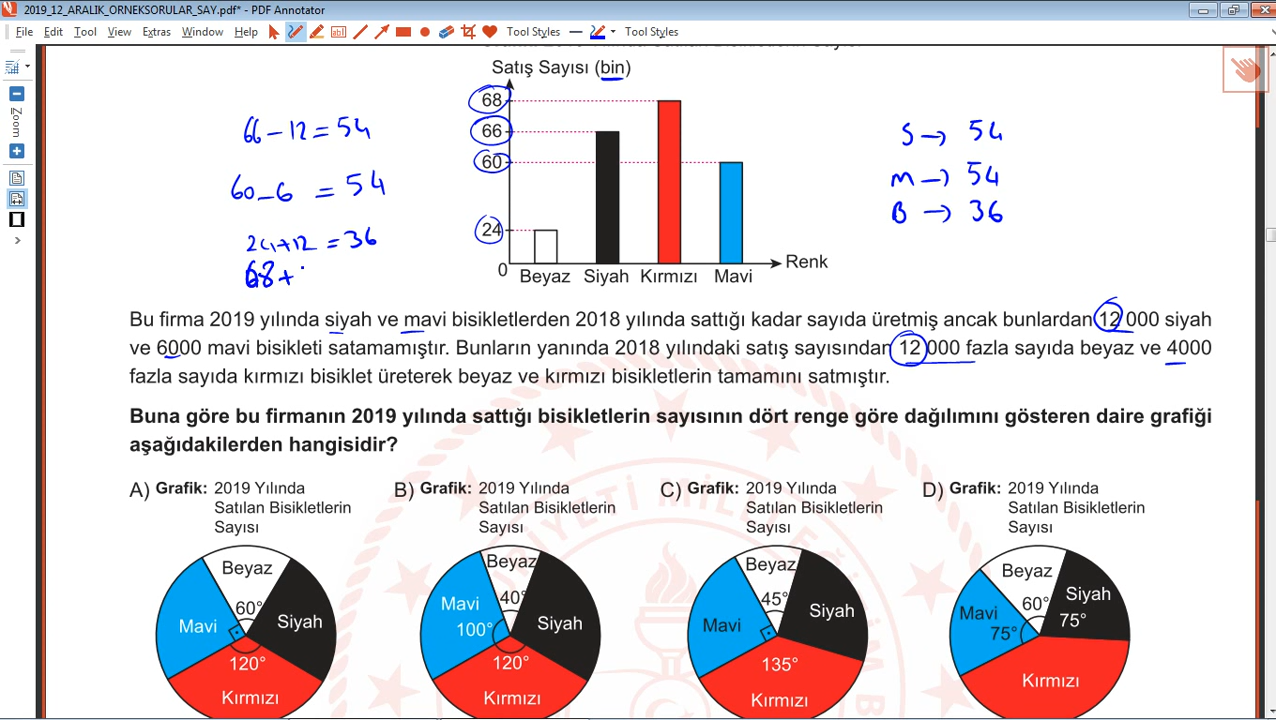 2019_12_ARALIK_ORNEKSORULAR_SAY.pdf* - PDF Annotator
File Edit Tool View Extras Window Help Tool Styles Tool Styles
Zoom
Satış Sayısı (bin)
68
66
60
24
0
Beyaz Siyah Kırmızı Mavi
Renk
66 - 12 = 54
60 - 6 = 54
24 + 12 = 36
68 +
S → 54
M → 54
B → 36
Bu firma 2019 yılında siyah ve mavi bisikletlerden 2018 yılında sattığı kadar sayıda üretmiş ancak bunlardan 12 000 siyah
ve 6000 mavi bisikleti satamamıştır. Bunların yanında 2018 yılındaki satış sayısından 12 000 fazla sayıda beyaz ve 4000
fazla sayıda kırmızı bisiklet üreterek beyaz ve kırmızı bisikletlerin tamamını satmıştır.
Buna göre bu firmanın 2019 yılında sattığı bisikletlerin sayısının dört renge göre dağılımını gösteren daire grafiği
aşağıdakilerden hangisidir?
A) Grafik: 2019 Yılında
Satılan Bisikletlerin
Sayısı
Beyaz
60°
Mavi
Siyah
120°
Kırmızı
B) Grafik: 2019 Yılında
Satılan Bisikletlerin
Sayısı
Beyaz
40°
Mavi
100°
Siyah
120°
Kırmızı
C) Grafik: 2019 Yılında
Satılan Bisikletlerin
Sayısı
Beyaz
45°
Mavi
Siyah
135°
Kırmızı
D) Grafik: 2019 Yılında
Satılan Bisikletlerin
Sayısı
Beyaz
60°
Siyah
75°
Mavi
75°
Kırmızı